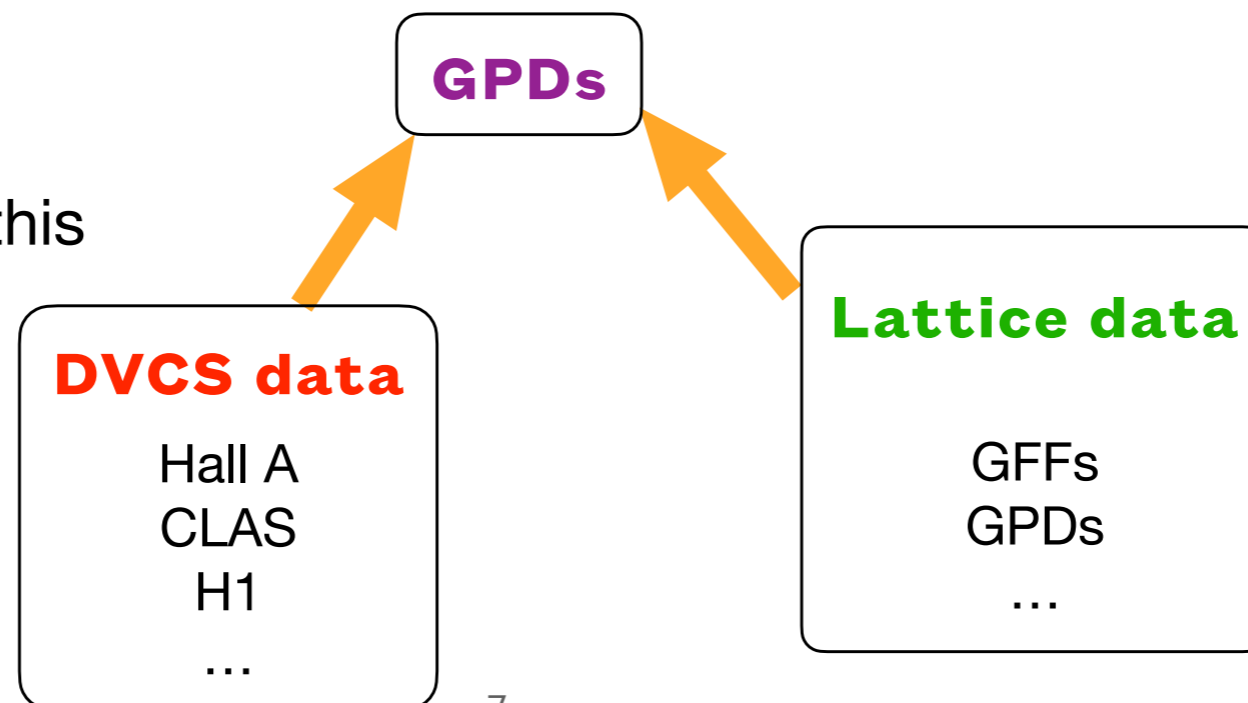 GPDs
this
DVCS data
Hall A
CLAS
H1
…
Lattice data
GFFs
GPDs
…